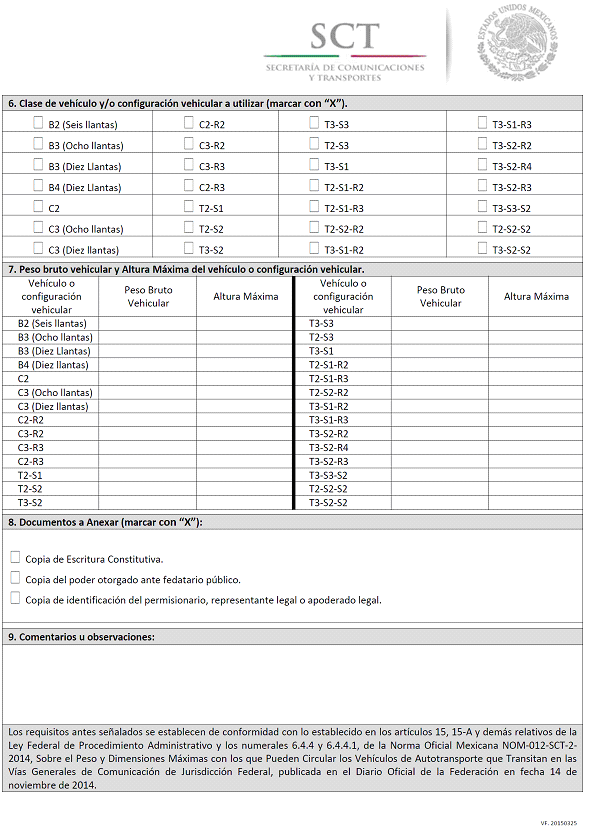 SCT
SECRETARÍA DE COMUNICACIONES
Y TRANSPORTES
ESTADOS UNIDOS MEXICANOS
6. Clase de vehículo y/o configuración vehicular a utilizar (marcar con “X”).
B2 (Seis llantas) C2-R2 T3-S3 T3-S1-R3
B3 (Ocho llantas) C3-R2 T2-S3 T3-S2-R2
B3 (Diez Llantas) C3-R3 T3-S1 T3-S2-R4
B4 (Diez Llantas) C2-R3 T2-S1-R2 T3-S2-R3
C2 T2-S1 T2-S1-R3 T3-S3-S2
C3 (Ocho llantas) T2-S2 T2-S2-R2 T2-S2-S2
C3 (Diez llantas) T3-S2 T3-S1-R2 T3-S2-S2
7. Peso bruto vehicular y Altura Máxima del vehículo o configuración vehicular.
Vehículo o configuración vehicular Peso Bruto Vehicular Altura Máxima Vehículo o configuración vehicular Peso Bruto Vehicular Altura Máxima
B2 (Seis llantas) T3-S3
B3 (Ocho llantas) T2-S3
B3 (Diez Llantas) T3-S1
B4 (Diez llantas) T2-S1-R2
C2 T2-S1-R3
C3 (Ocho llantas) T2-S2-R2
C3 (Diez llantas) T3-S1-R2
C2-R2 T3-S1-R3
C3-R2 T3-S2-R2
C3-R3 T3-S2-R4
C2-R3 T3-S2-R3
T2-S1 T3-S3-S2
T2-S2 T2-S2-S2
T3-S2 T3-S2-S2
8. Documentos a Anexar (marcar con “X”):
Copia de Escritura Constitutiva.
Copia del poder otorgado ante fedatario público.
Copia de identificación del permisionario, representante legal o apoderado legal.
9. Comentarios u observaciones:
Los requisitos antes señalados se establecen de conformidad con lo establecido en los artículos 15, 15-A y demás relativos de la
Ley Federal de Procedimiento Administrativo y los numerales 6.4.4 y 6.4.4.1, de la Norma Oficial Mexicana NOM-012-SCT-2-
2014, Sobre el Peso y Dimensiones Máximas con los que Pueden Circular los Vehículos de Autotransporte que Transitan en las
Vías Generales de Comunicación de Jurisdicción Federal, publicada en el Diario Oficial de la Federación en fecha 14 de
noviembre de 2014.
VF. 20150325